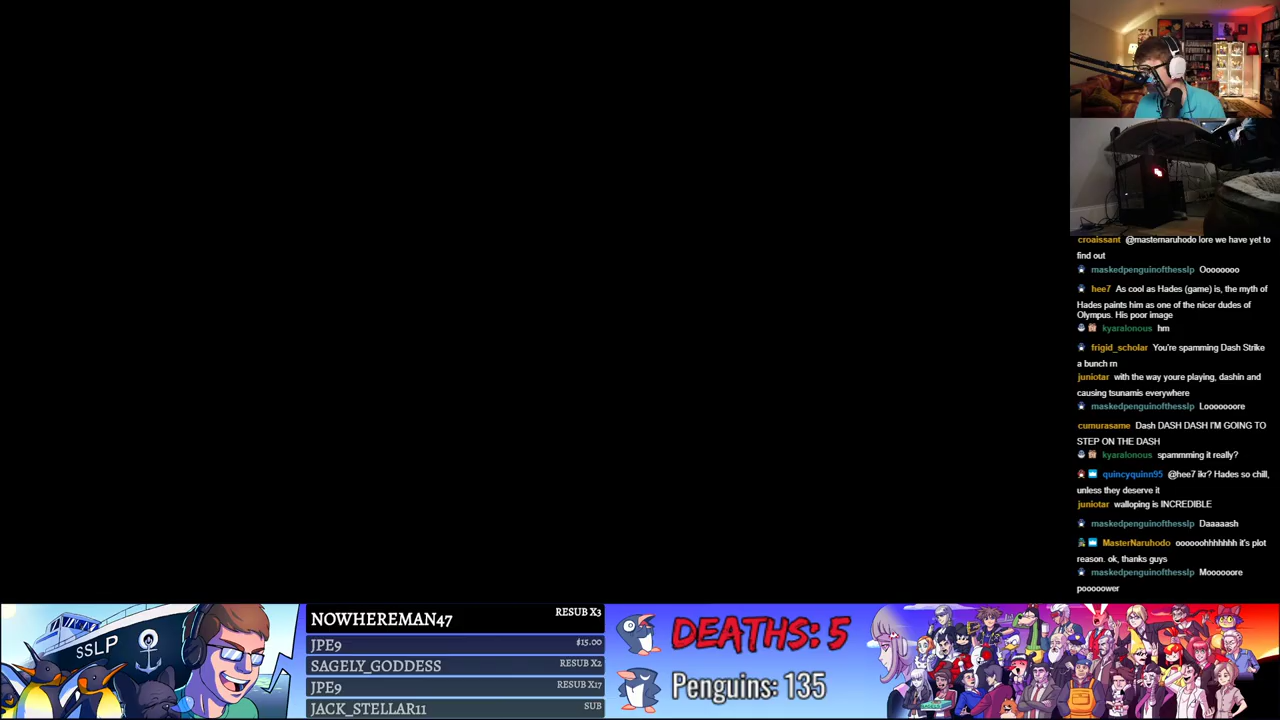 croaissant @masternaruhodo lore we have yet to
find out
maskedpenguinofthesslp Ooooooo
hee7 As cool as Hades (game) is, the myth of
Hades paints him as one of the nicer dudes of
Olympus. His poor image
kyaralonous hm
frigid_scholar You're spamming Dash Strike
a bunch rn
juniotar with the way youre playing, dashin and
causing tsunamis everywhere
maskedpenguinofthesslp Looooooore
cumurasame Dash DASH DASH I'M GOING TO
STEP ON THE DASH
kyaralonous spammming it really?
quincyquinn95 @hee7 ikr? Hades so chill,
unless they deserve it
juniotar walloping is INCREDIBLE
maskedpenguinofthesslp Daaaaash
MasterNaruhodo oooooohhhhhhh it's plot
reason. ok, thanks guys
maskedpenguinofthesslp Moooooore
pooooower
SSLP
NOWHEREMAN47 RESUB X3
JPE9 $15.00
SAGELY_GODDESS RESUB X2
JPE9 RESUB X17
JACK_STELLAR11 SUB
DEATHS: 5
Penguins: 135